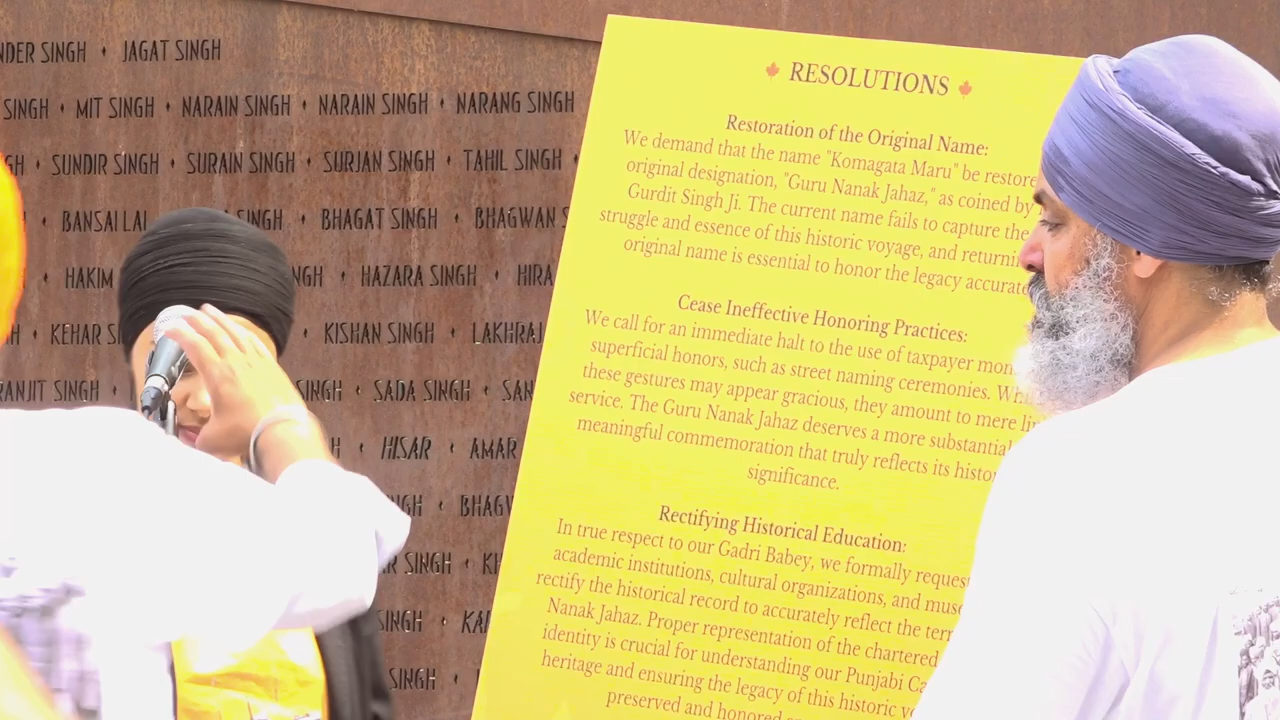 NDER SINGH • JAGAT SINGH
SINGH • MIT SINGH • NARAIN SINGH • NARAIN SINGH • NARANG SINGH
SUNDIR SINGH • SURAIN SINGH • SURJAN SINGH • TAHIL SINGH •
• BANSAI LAL SINGH • BHAGAT SINGH • BHAGWAN S
• HAKIM NGH • HAZARA SINGH • HIRA
• KEHAR S • KISHAN SINGH • LAKHRAJ
RANJIT SINGH SINGH • SADA SINGH • SAN
• HISAR • AMAR
NGH • BHAGW
R SINGH • K
SINGH • KA
SINGH •
RESOLUTIONS
Restoration of the Original Name:
We demand that the name "Komagata Maru" be restore
original designation, "Guru Nanak Jahaz," as coined by
Gurdit Singh Ji. The current name fails to capture the
struggle and essence of this historic voyage, and returni
original name is essential to honor the legacy accurate
Cease Ineffective Honoring Practices:
We call for an immediate halt to the use of taxpayer mon
superficial honors, such as street naming ceremonies. W
these gestures may appear gracious, they amount to mere li
service. The Guru Nanak Jahaz deserves a more substantial
meaningful commemoration that truly reflects its histor
significance.
Rectifying Historical Education:
In true respect to our Gadri Babey, we formally reques
academic institutions, cultural organizations, and muse
rectify the historical record to accurately reflect the ter
Nanak Jahaz. Proper representation of the chartered
identity is crucial for understanding our Punjabi Ca
heritage and ensuring the legacy of this historic v
preserved and honored